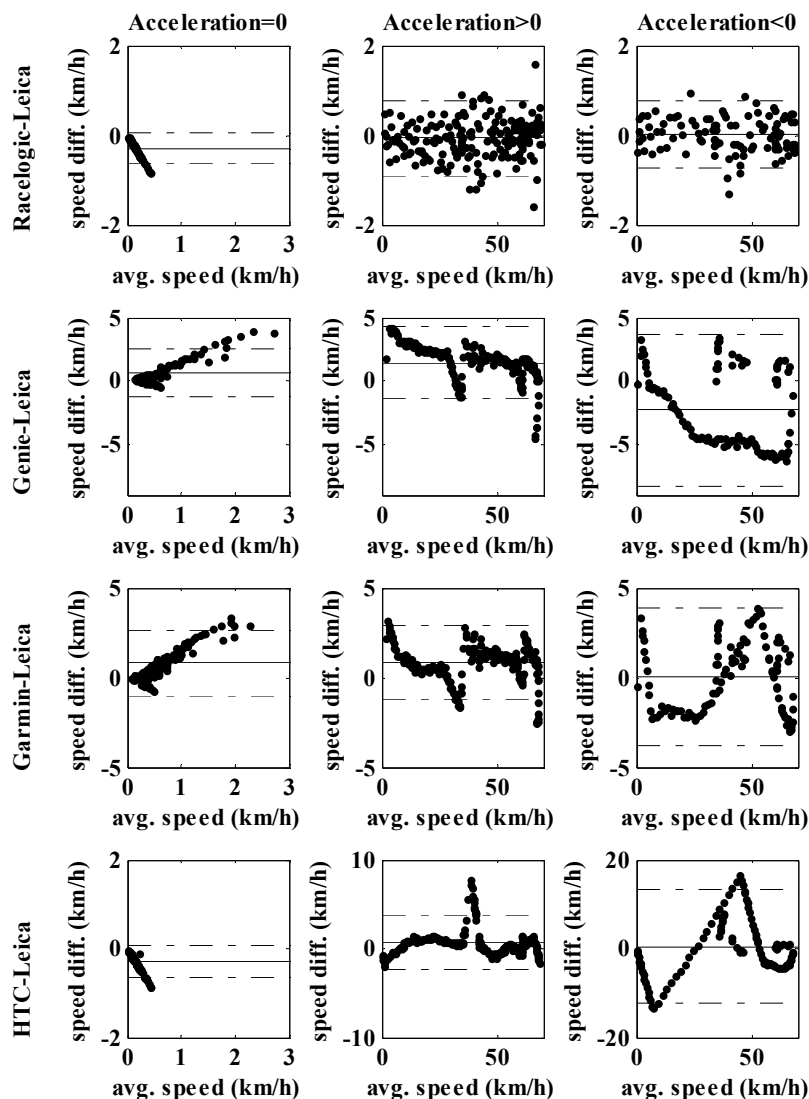 Acceleration=0 Acceleration>0 Acceleration<0
Racelogic-Leica
speed diff. (km/h) speed diff. (km/h) speed diff. (km/h)
2 2 2
0 0 0
-2 -2 -2
0 1 2 3 0 50 0 50
avg. speed (km/h) avg. speed (km/h) avg. speed (km/h)
Genie-Leica
speed diff. (km/h) speed diff. (km/h) speed diff. (km/h)
5 5 5
0 0 0
-5 -5 -5
0 1 2 3 0 50 0 50
avg. speed (km/h) avg. speed (km/h) avg. speed (km/h)
Garmin-Leica
speed diff. (km/h) speed diff. (km/h) speed diff. (km/h)
5 5 5
0 0 0
-5 -5 -5
0 1 2 3 0 50 0 50
avg. speed (km/h) avg. speed (km/h) avg. speed (km/h)
HTC-Leica
speed diff. (km/h) speed diff. (km/h) speed diff. (km/h)
2 10 20
0 0 0
-2 -10 -20
0 1 2 3 0 50 0 50
avg. speed (km/h) avg. speed (km/h) avg. speed (km/h)